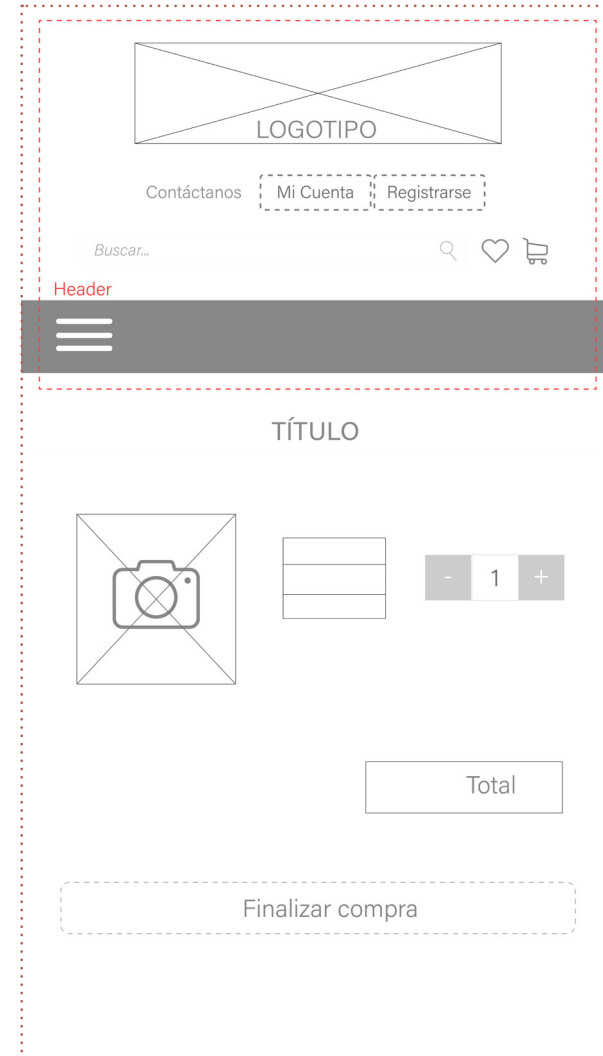 LOGOTIPO
Contáctanos Mi Cuenta Registrarse
Buscar...
Header
TÍTULO
- 1 +
Total
Finalizar compra